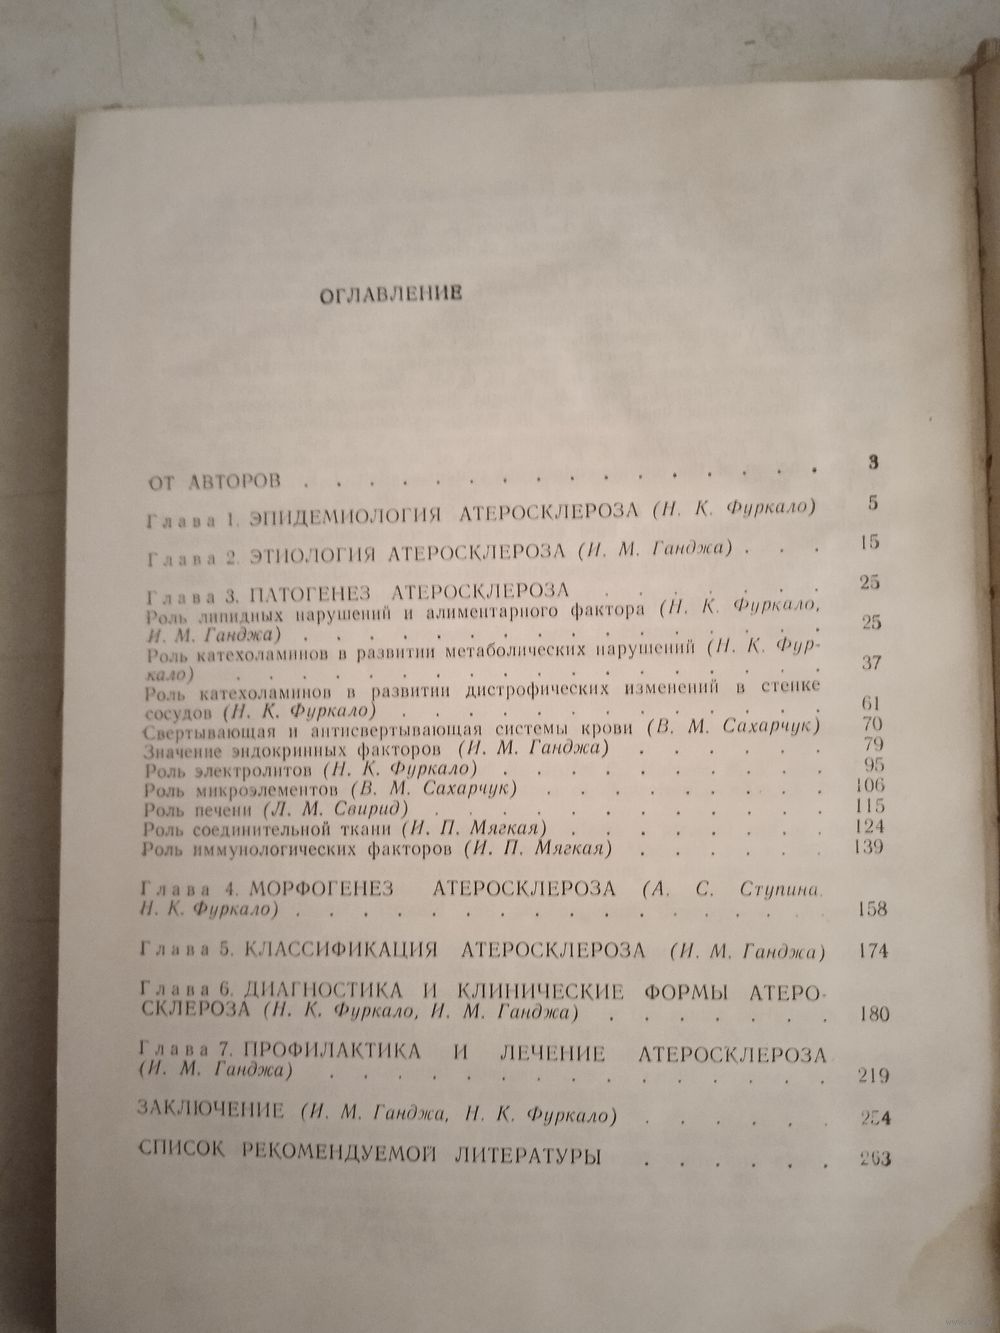 ОГЛАВЛЕНИЕ
ОТ АВТОРОВ . . . . . . . . . . . . . . . . 3
Глава 1. ЭПИДЕМИОЛОГИЯ АТЕРОСКЛЕРОЗА (Н. К. Фуркало) 5
Глава 2. ЭТИОЛОГИЯ АТЕРОСКЛЕРОЗА (И. М. Ганджа) . . . 15
Глава 3. ПАТОГЕНЕЗ АТЕРОСКЛЕРОЗА . . . . . . 25
Роль липидных нарушений и алиментарного фактора (Н. К. Фуркало,
И. М. Ганджа) . . . . . . . . . . . . . . . . 25
Роль катехоламинов в развитии метаболических нарушений (Н. К. Фур-
кало) . . . . . . . . . . . . . . . . . . 37
Роль катехоламинов в развитии дистрофических изменений в стенке
сосудов (Н. К. Фуркало) . . . . . . . . . . . . . 61
Свертывающая и антисвертывающая системы крови (В. М. Сахарчук) 70
Значение эндокринных факторов (И. М. Ганджа) . . . . . . 79
Роль электролитов (Н. К. Фуркало) . . . . . . . . . . 95
Роль микроэлементов (В. М. Сахарчук) . . . . . . . . . 106
Роль печени (Л. М. Свирид) . . . . . . . . . . . . 115
Роль соединительной ткани (И. П. Мягкая) . . . . . . . . 124
Роль иммунологических факторов (И. П. Мягкая) . . . . . . 139
Глава 4. МОРФОГЕНЕЗ АТЕРОСКЛЕРОЗА (А. С. Ступина,
Н. К. Фуркало) . . . . . . . . . . . . . . . . 158
Глава 5. КЛАССИФИКАЦИЯ АТЕРОСКЛЕРОЗА (И. М. Ганджа) 174
Глава 6. ДИАГНОСТИКА И КЛИНИЧЕСКИЕ ФОРМЫ АТЕРО-
СКЛЕРОЗА (Н. К. Фуркало, И. М. Ганджа) . . . . . . . 180
Глава 7. ПРОФИЛАКТИКА И ЛЕЧЕНИЕ АТЕРОСКЛЕРОЗА
(И. М. Ганджа) . . . . . . . . . . . . . . . 219
ЗАКЛЮЧЕНИЕ (И. М. Ганджа, Н. К. Фуркало) . . . . . . 254
СПИСОК РЕКОМЕНДУЕМОЙ ЛИТЕРАТУРЫ . . . . . . 263